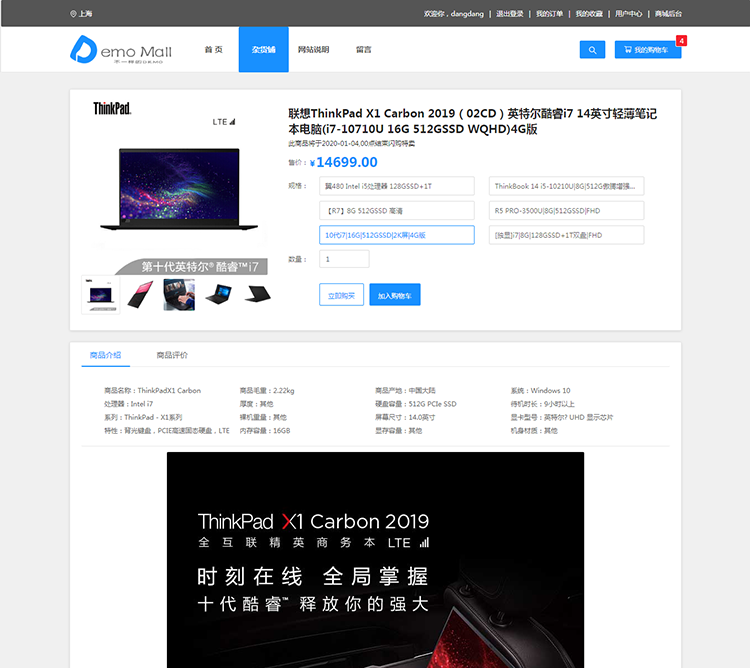 上海
欢迎你，dangdang | 退出登录 | 我的订单 | 我的收藏 | 用户中心 | 商城后台
Demo Mall
不一样的DEMO
首 页 杂货铺 网站说明 留言
我的购物车 4
ThinkPad.
LTE
第十代英特尔®酷睿™i7
联想ThinkPad X1 Carbon 2019（02CD）英特尔酷睿i7 14英寸轻薄笔记
本电脑(i7-10710U 16G 512GSSD WQHD)4G版
此商品将于2020-01-04,00点结束闪购特卖
售价：¥14699.00
规格： 翼480 Intel i5处理器 128GSSD+1T ThinkBook 14 i5-10210U|8G|512G傲腾增强...
【R7】8G 512GSSD 高清 R5 PRO-3500U|8G|512GSSD|FHD
10代i7|16G|512GSSD|2K屏|4G版 [独显]i7|8G|128GSSD+1T双盘|FHD
数量： 1
立即购买 加入购物车
商品介绍 商品评价
商品名称：ThinkPadX1 Carbon 商品毛重：2.22kg 商品产地：中国大陆 系统：Windows 10
处理器：Intel i7 厚度：其他 硬盘容量：512G PCIe SSD 待机时长：9小时以上
系列：ThinkPad - X1系列 裸机重量：其他 屏幕尺寸：14.0英寸 显卡型号：英特尔? UHD 显示芯片
特性：背光键盘，PCIE高速固态硬盘，LTE 内存容量：16GB 显存容量：其他 机身材质：其他
ThinkPad X1 Carbon 2019
全互联精英商务本 LTE
时刻在线 全局掌握
十代酷睿™ 释放你的强大